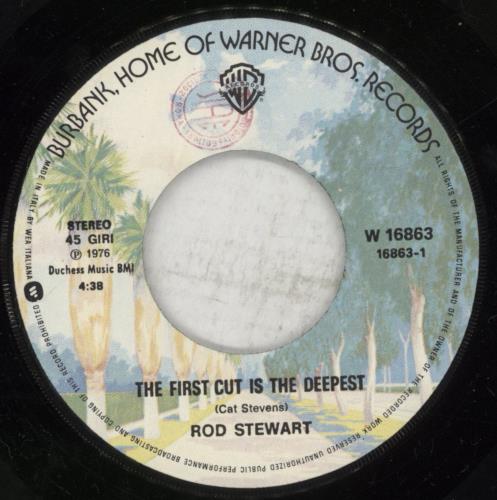 BURBANK, HOME OF WARNER BROS. RECORDS
MADE IN ITALY BY WEA ITALIANA
ALL RIGHTS OF THE MANUFACTURER AND OF THE OWNER OF THE RECORDED WORK RESERVED UNAUTHORIZED PUBLIC PERFORMANCE BROADCASTING AND COPYING OF THIS RECORD PROHIBITED
STEREO
45 GIRI
℗ 1976
Duchess Music BMI
4:38
W 16863
16863-1
THE FIRST CUT IS THE DEEPEST
(Cat Stevens)
ROD STEWART